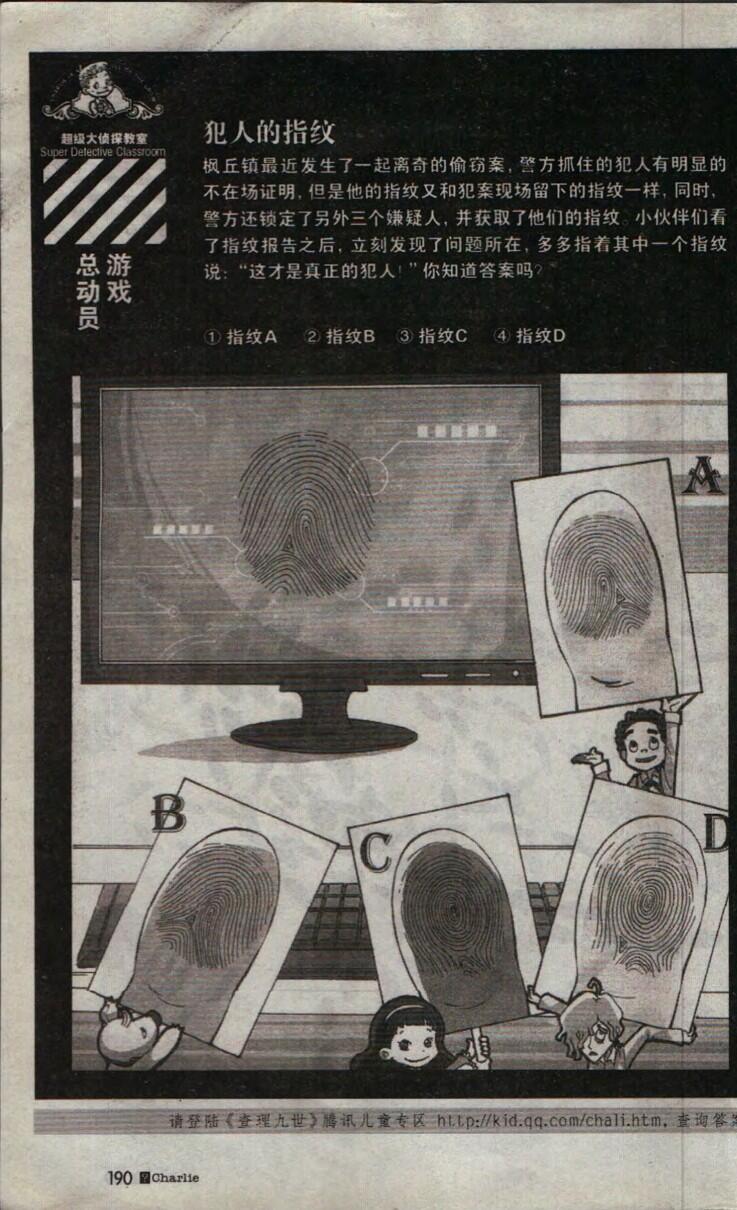 超级大侦探教室
Super Detective Classroom
游戏
总动员
犯人的指纹
枫丘镇最近发生了一起离奇的偷窃案，警方抓住的犯人有明显的
不在场证明，但是他的指纹又和犯案现场留下的指纹一样，同时，
警方还锁定了另外三个嫌疑人，并获取了他们的指纹。小伙伴们看
了指纹报告之后，立刻发现了问题所在，多多指着其中一个指纹
说：“这才是真正的犯人！”你知道答案吗？
① 指纹A ② 指纹B ③ 指纹C ④ 指纹D
A
B
C
D
请登陆《查理九世》腾讯儿童专区 http://kid.qq.com/chali.htm，查询答案
190 Charlie